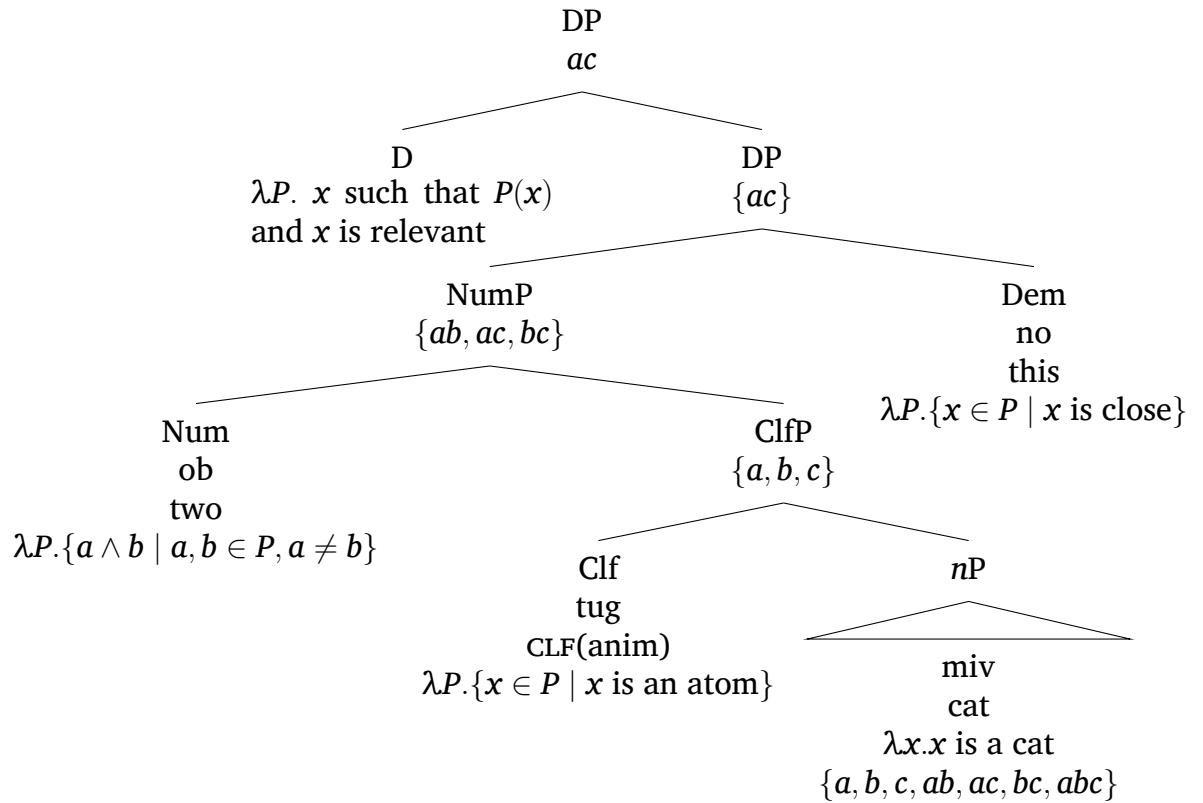 DP
ac
D
λP. x such that P(x)
and x is relevant
DP
{ac}
NumP
{ab, ac, bc}
Dem
no
this
λP.{x ∈ P | x is close}
Num
ob
two
λP.{a ∧ b | a, b ∈ P, a ≠ b}
ClfP
{a, b, c}
Clf
tug
CLF(anim)
λP.{x ∈ P | x is an atom}
nP
miv
cat
λx.x is a cat
{a, b, c, ab, ac, bc, abc}